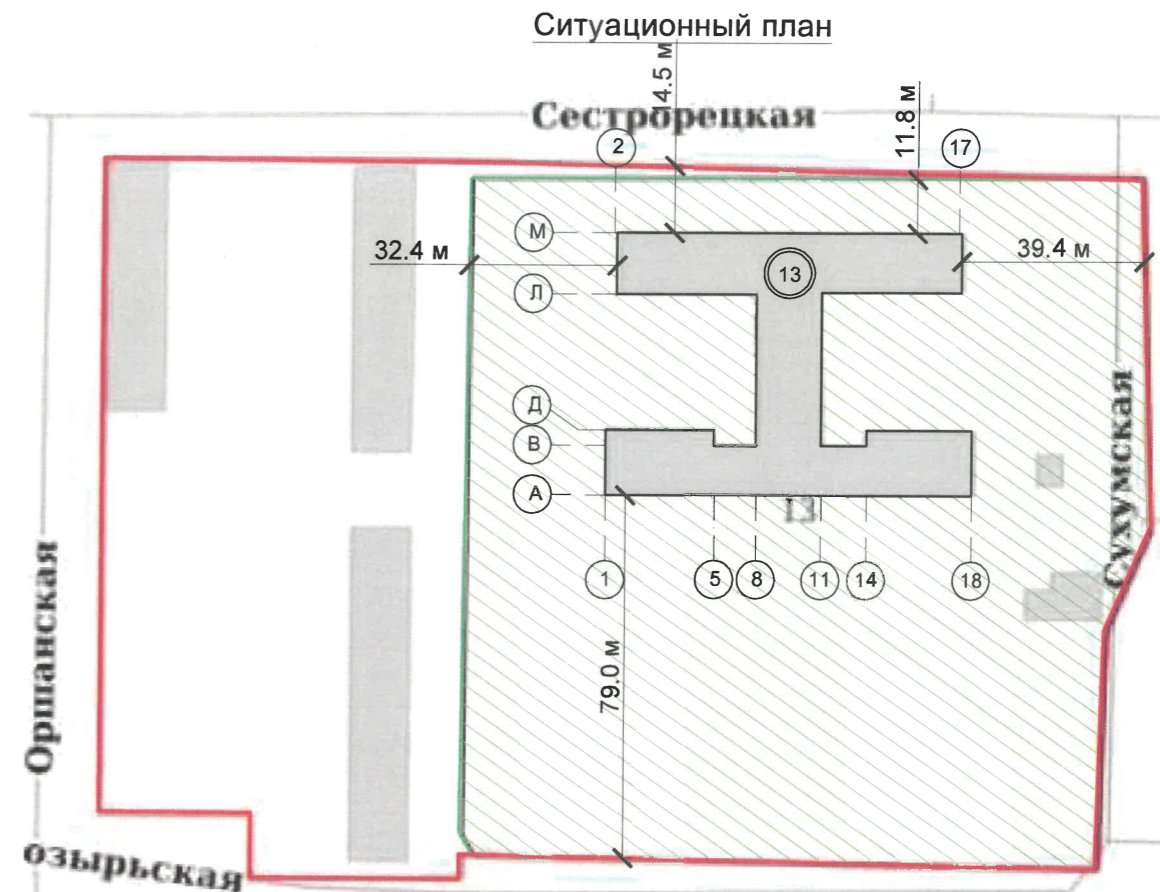 Ситуационный план
14.5 м
11.8 м
Сестрорецкая
2
17
М
32.4 м
39.4 м
13
Л
Д
В
А
13
Сухумская
1
5
8
11
14
18
79.0 м
Оршанская
озырьская